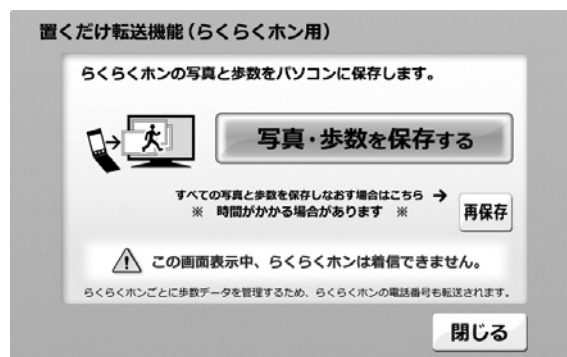 置くだけ転送機能(らくらくホン用)
らくらくホンの写真と歩数をパソコンに保存します。
写真・歩数を保存する
すべての写真と歩数を保存しなおす場合はこちら →
※ 時間がかかる場合があります ※
再保存
この画面表示中、らくらくホンは着信できません。
らくらくホンごとに歩数データを管理するため、らくらくホンの電話番号も転送されます。
閉じる